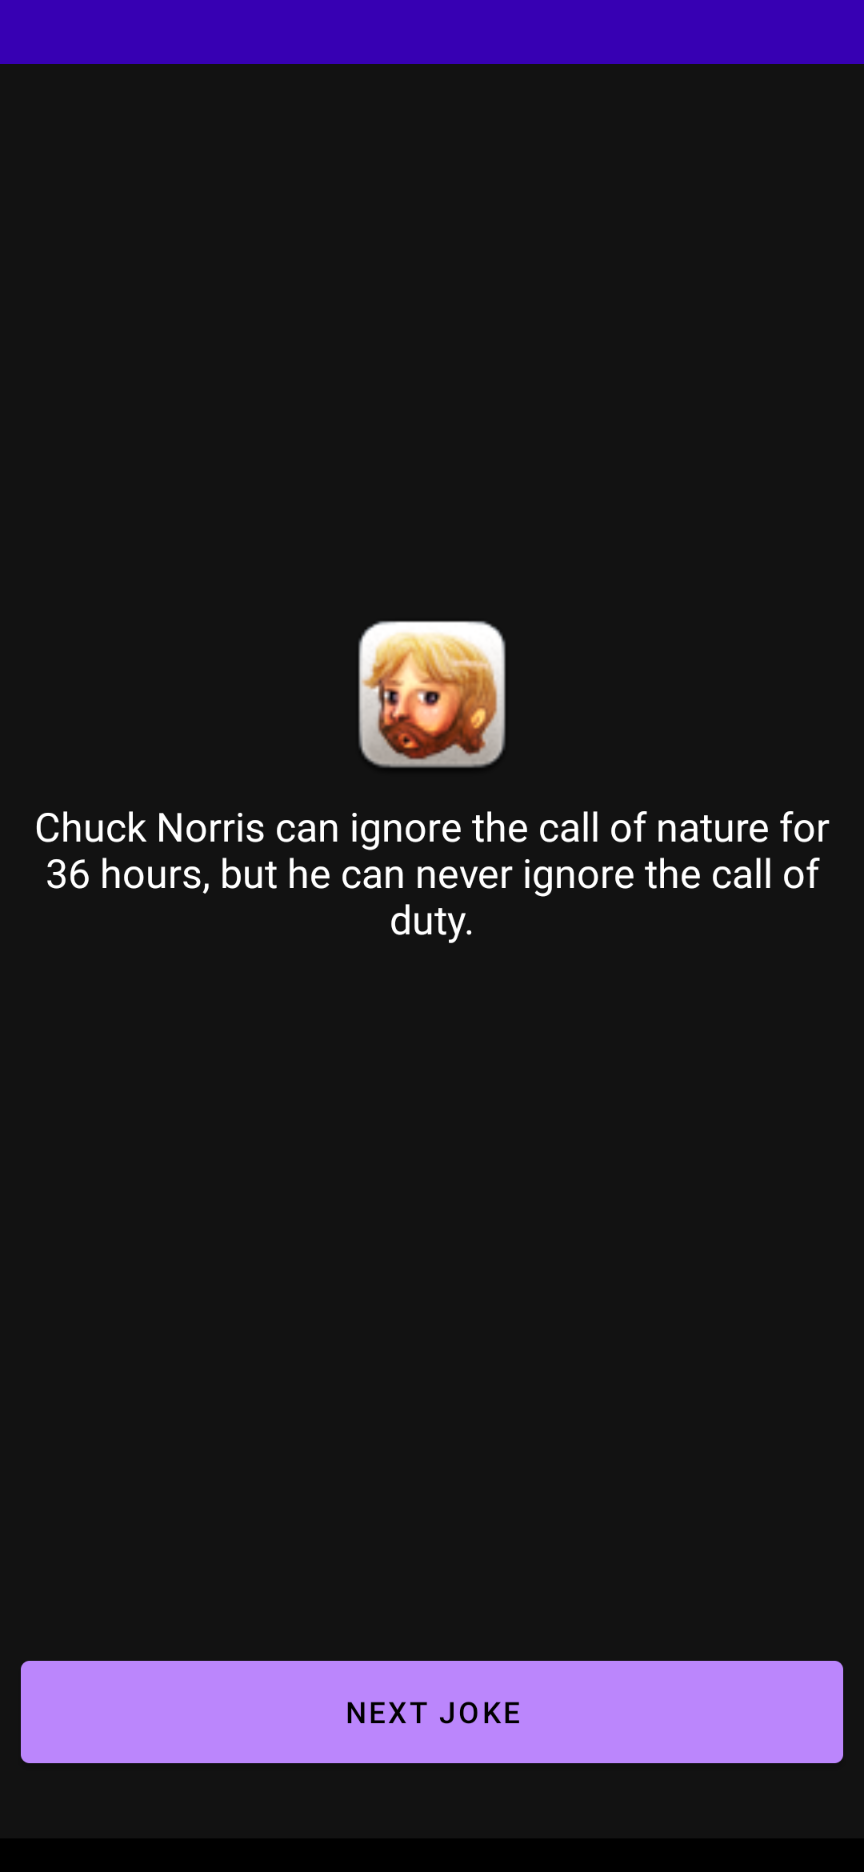 Chuck Norris can ignore the call of nature for
36 hours, but he can never ignore the call of
duty.
NEXT JOKE